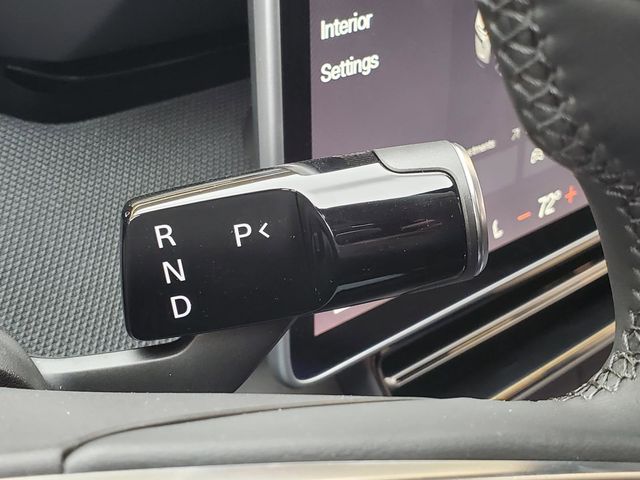 Interior
Settings
R
N
D
P<
L
- 72° +